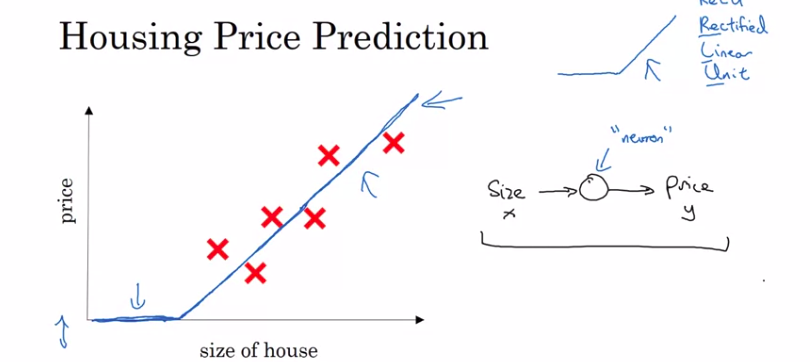 Housing Price Prediction
ReLU
Rectified
Linear
Unit
"neuron"
Size
x
price
y
price
size of house